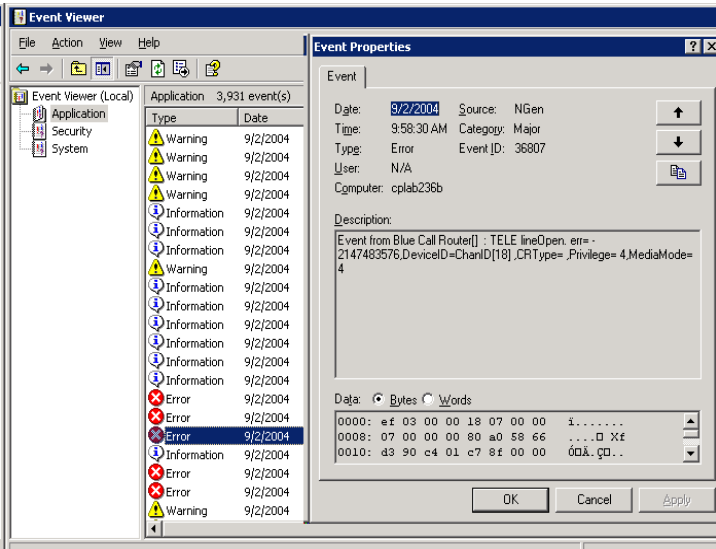 Event Viewer
File Action View Help
Event Viewer (Local)
Application
Security
System
Application 3,931 event(s)
Type Date
Warning 9/2/2004
Warning 9/2/2004
Warning 9/2/2004
Warning 9/2/2004
Information 9/2/2004
Information 9/2/2004
Information 9/2/2004
Warning 9/2/2004
Information 9/2/2004
Information 9/2/2004
Information 9/2/2004
Information 9/2/2004
Information 9/2/2004
Information 9/2/2004
Error 9/2/2004
Error 9/2/2004
Error 9/2/2004
Information 9/2/2004
Error 9/2/2004
Error 9/2/2004
Warning 9/2/2004
Event Properties
Event
Date: 9/2/2004 Source: NGen
Time: 9:58:30 AM Category: Major
Type: Error Event ID: 36807
User: N/A
Computer: cplab236b
Description:
Event from Blue Call Router[] : TELE lineOpen. err= -
2147483576,DeviceID=ChanID[18] ,CRType= ,Privilege= 4,MediaMode=
4
Data: Bytes Words
0000: ef 03 00 00 18 07 00 00 ï.......
0008: 07 00 00 00 80 a0 58 66 ....□ Xf
0010: d3 90 c4 01 c7 8f 00 00 Ó□Ä.Ç□..
OK Cancel Apply